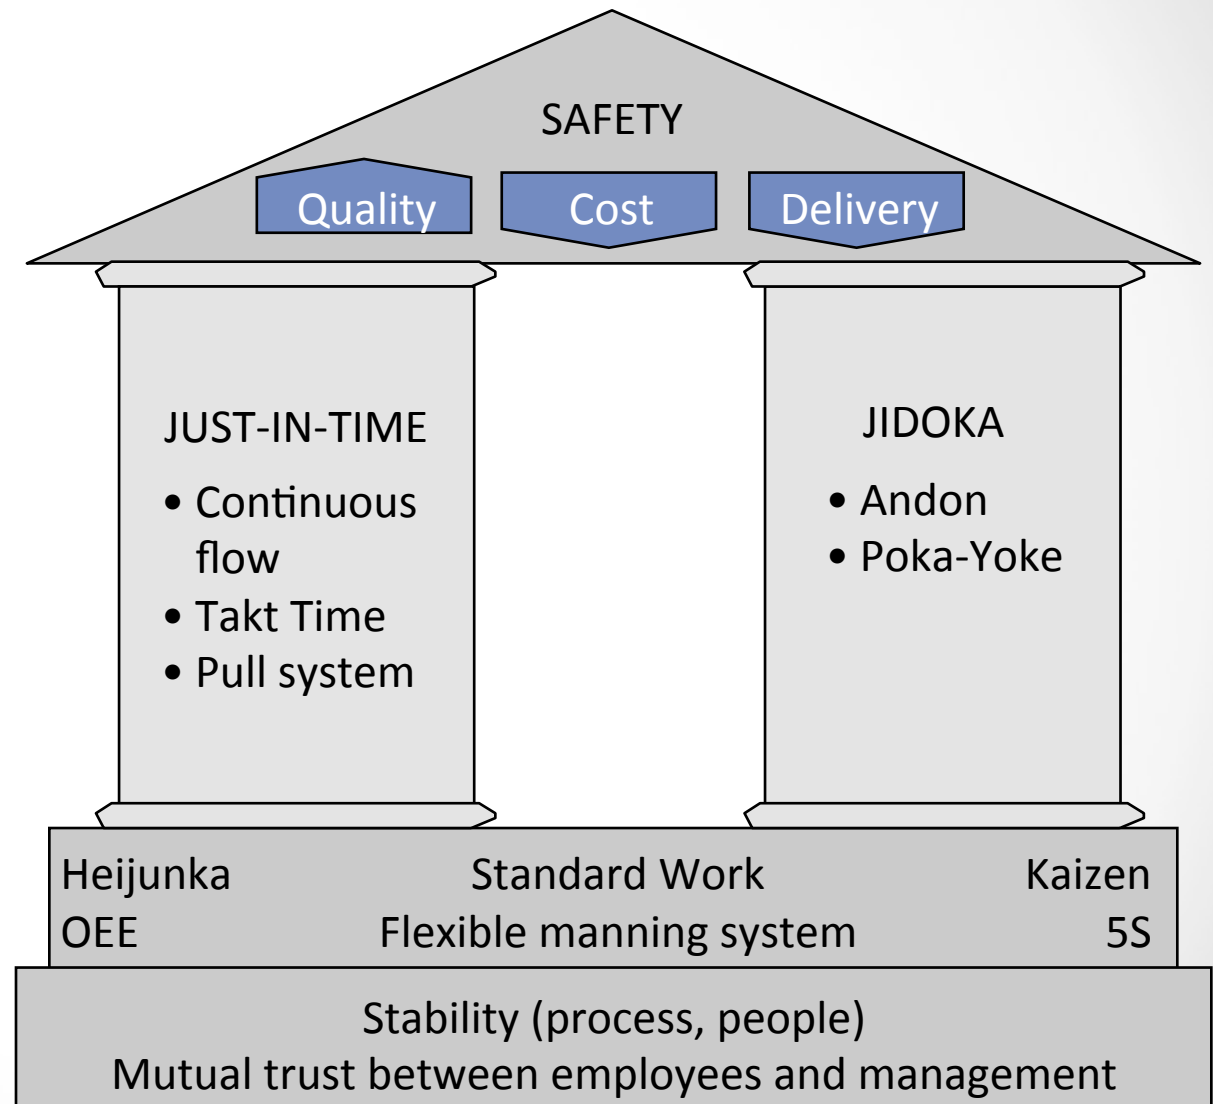 SAFETY
Quality Cost Delivery
JUST-IN-TIME
• Continuous
flow
• Takt Time
• Pull system
JIDOKA
• Andon
• Poka-Yoke
Heijunka Standard Work Kaizen
OEE Flexible manning system 5S
Stability (process, people)
Mutual trust between employees and management